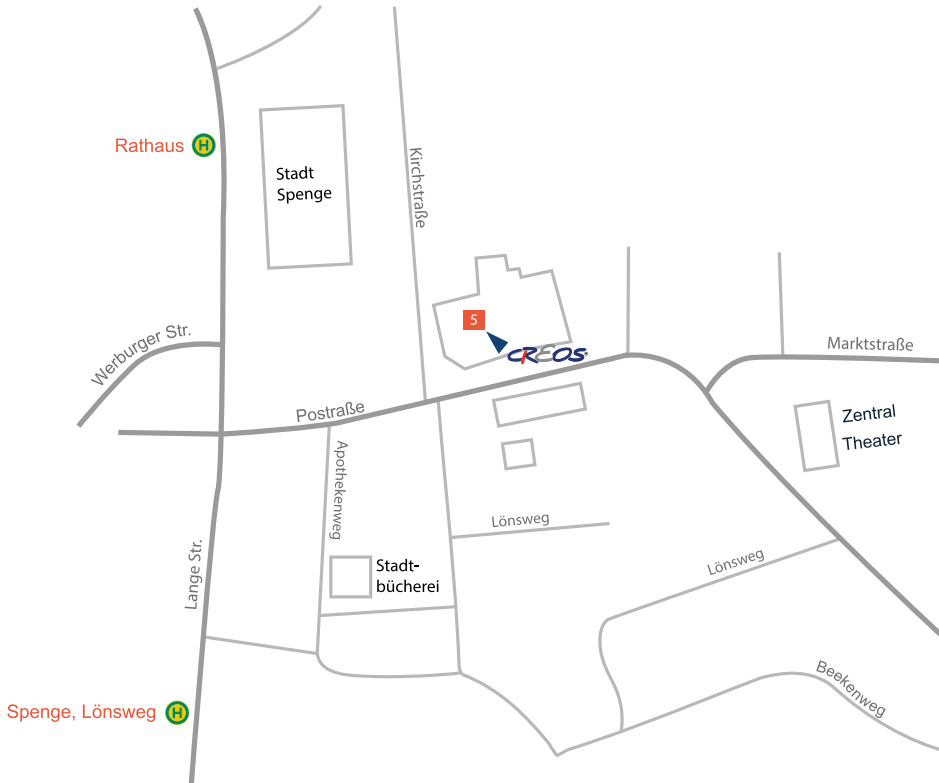 Rathaus H
Stadt
Spenge
Kirchstraße
5
CREOS
Werburger Str.
Marktstraße
Postraße
Zentral
Theater
Apothekenweg
Lönsweg
Lange Str.
Stadt-
bücherei
Lönsweg
Beekenweg
Spenge, Lönsweg H